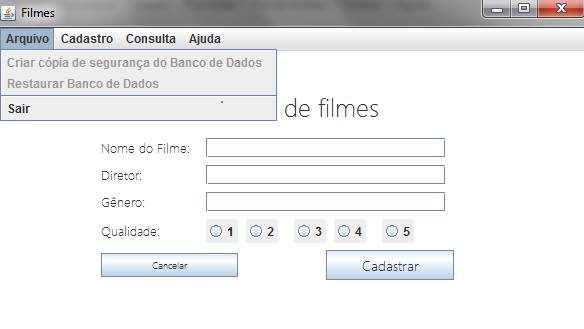 Filmes
Arquivo Cadastro Consulta Ajuda
Criar cópia de segurança do Banco de Dados
Restaurar Banco de Dados
Sair
de filmes
Nome do Filme:
Diretor:
Gênero:
Qualidade: 1 2 3 4 5
Cancelar Cadastrar